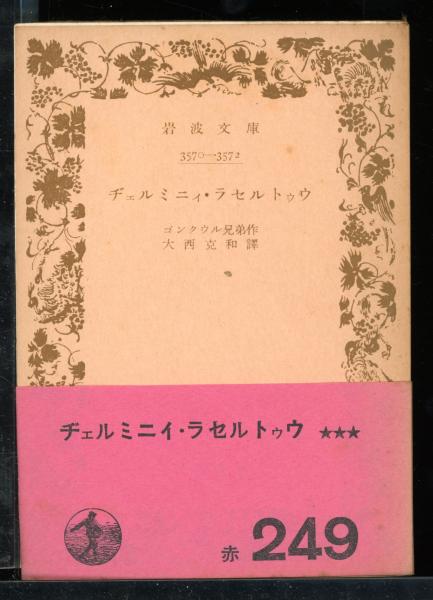 岩波文庫
3570—3572
ヂェルミニィ・ラセルトゥウ
ゴンクウル兄弟作
大西克和譯
ヂェルミニイ・ラセルトゥウ ★★★
赤 249